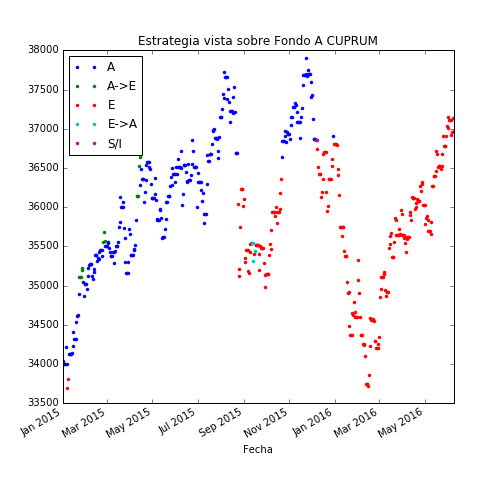 Estrategia vista sobre Fondo A CUPRUM
38000
37000
36500
36000
35500
35000
34500
34000
33500
A
A->E
E
E->A
S/I
Jan 2015
Mar 2015
May 2015
Jul 2015
Sep 2015
Nov 2015
Jan 2016
Mar 2016
May 2016
Fecha